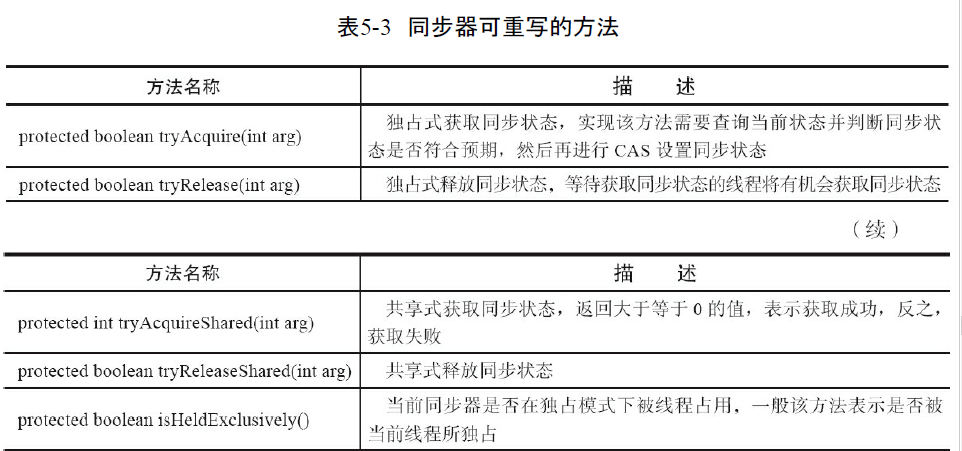 表5-3 同步器可重写的方法
方法名称 描 述
protected boolean tryAcquire(int arg) 独占式获取同步状态，实现该方法需要查询当前状态并判断同步状
态是否符合预期，然后再进行 CAS 设置同步状态
protected boolean tryRelease(int arg) 独占式释放同步状态，等待获取同步状态的线程将有机会获取同步状态
（续）
方法名称 描 述
protected int tryAcquireShared(int arg) 共享式获取同步状态，返回大于等于 0 的值，表示获取成功，反之，
获取失败
protected boolean tryReleaseShared(int arg) 共享式释放同步状态
protected boolean isHeldExclusively() 当前同步器是否在独占模式下被线程占用，一般该方法表示是否被
当前线程所独占